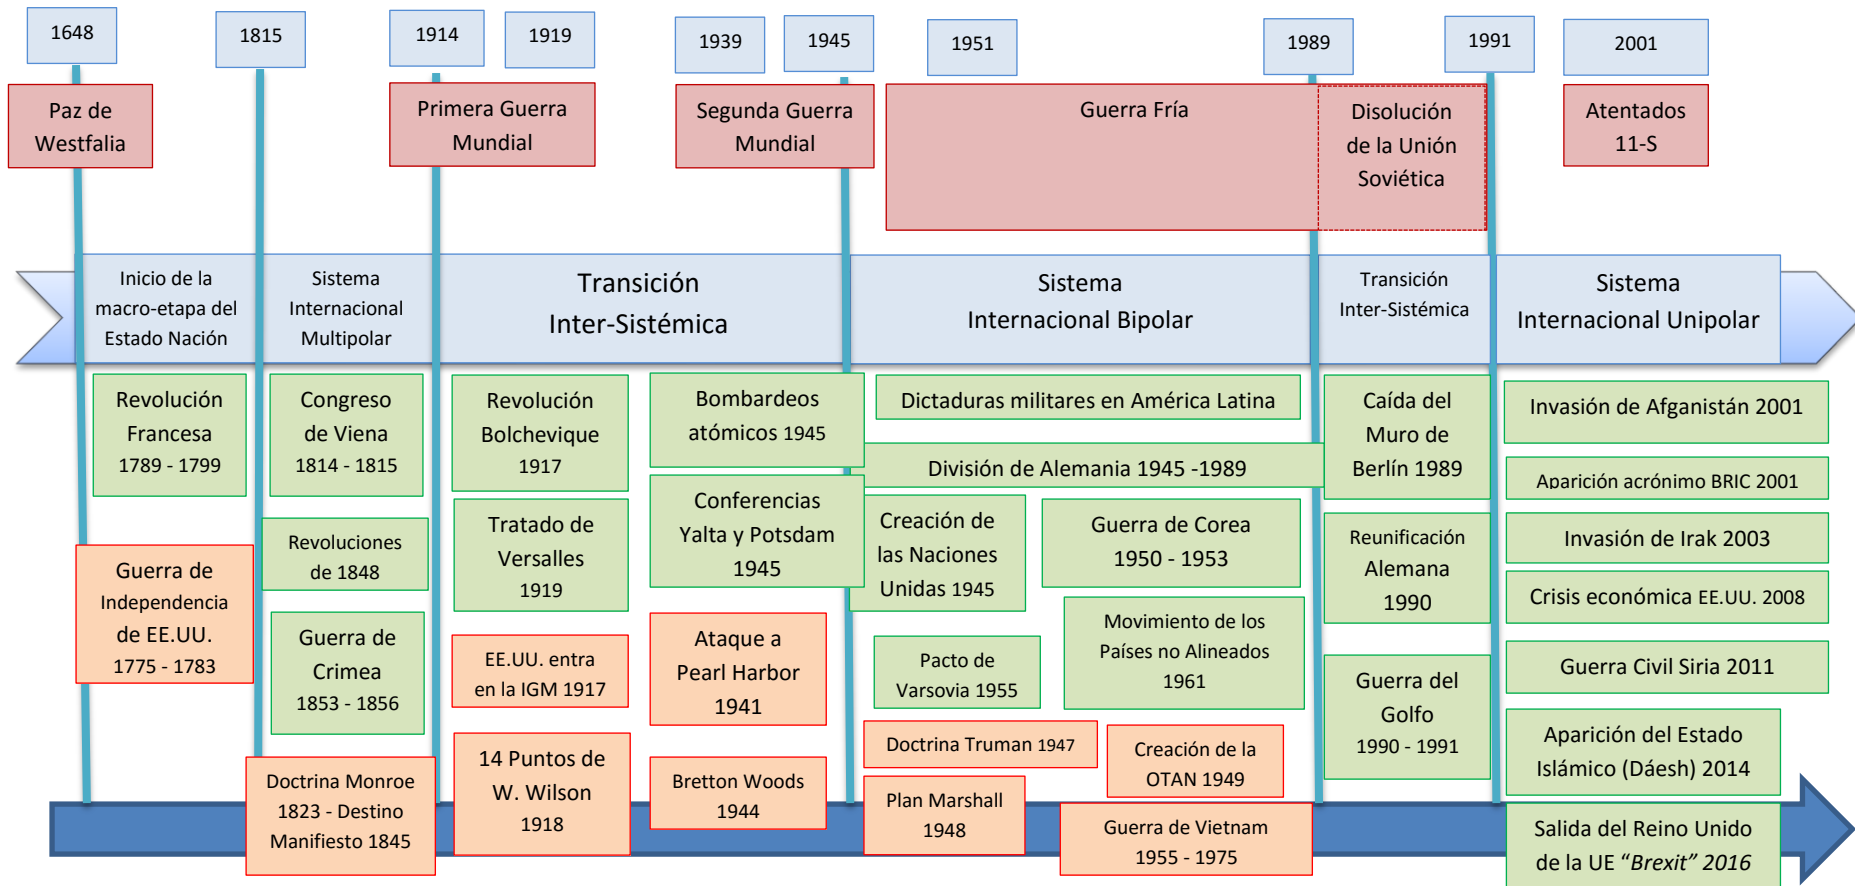 1648
1815
1914
1919
1939
1945
1951
1989
1991
2001
Paz de
Westfalia
Primera Guerra
Mundial
Segunda Guerra
Mundial
Guerra Fría
Disolución
de la Unión
Soviética
Atentados
11-S
Inicio de la
macro-etapa del
Estado Nación
Sistema
Internacional
Multipolar
Transición
Inter-Sistémica
Sistema
Internacional Bipolar
Transición
Inter-Sistémica
Sistema
Internacional Unipolar
Revolución
Francesa
1789 - 1799
Guerra de
Independencia
de EE.UU.
1775 - 1783
Congreso
de Viena
1814 - 1815
Revoluciones
de 1848
Guerra de
Crimea
1853 - 1856
Doctrina Monroe
1823 - Destino
Manifiesto 1845
Revolución
Bolchevique
1917
Tratado de
Versalles
1919
EE.UU. entra
en la IGM 1917
14 Puntos de
W. Wilson
1918
Bombardeos
atómicos 1945
Conferencias
Yalta y Potsdam
1945
Ataque a
Pearl Harbor
1941
Bretton Woods
1944
Dictaduras militares en América Latina
División de Alemania 1945 -1989
Creación de
las Naciones
Unidas 1945
Guerra de Corea
1950 - 1953
Pacto de
Varsovia 1955
Movimiento de los
Países no Alineados
1961
Doctrina Truman 1947
Creación de la
OTAN 1949
Plan Marshall
1948
Guerra de Vietnam
1955 - 1975
Caída del
Muro de
Berlín 1989
Reunificación
Alemana
1990
Guerra del
Golfo
1990 - 1991
Invasión de Afganistán 2001
Aparición acrónimo BRIC 2001
Invasión de Irak 2003
Crisis económica EE.UU. 2008
Guerra Civil Siria 2011
Aparición del Estado
Islámico (Dáesh) 2014
Salida del Reino Unido
de la UE “Brexit” 2016